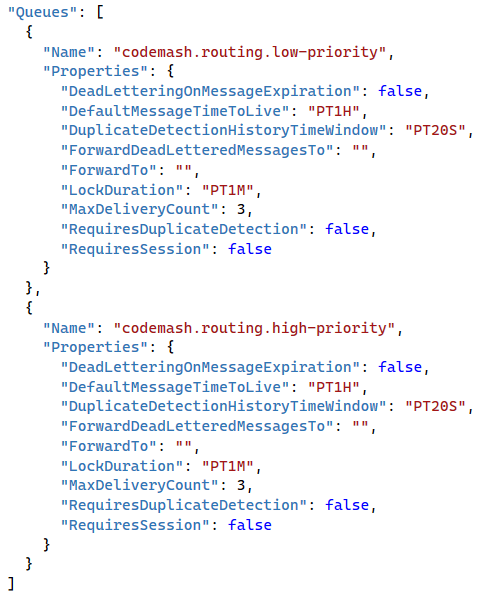 "Queues": [
  {
    "Name": "codemash.routing.low-priority",
    "Properties": {
      "DeadLetteringOnMessageExpiration": false,
      "DefaultMessageTimeToLive": "PT1H",
      "DuplicateDetectionHistoryTimeWindow": "PT20S",
      "ForwardDeadLetteredMessagesTo": "",
      "ForwardTo": "",
      "LockDuration": "PT1M",
      "MaxDeliveryCount": 3,
      "RequiresDuplicateDetection": false,
      "RequiresSession": false
    }
  },
  {
    "Name": "codemash.routing.high-priority",
    "Properties": {
      "DeadLetteringOnMessageExpiration": false,
      "DefaultMessageTimeToLive": "PT1H",
      "DuplicateDetectionHistoryTimeWindow": "PT20S",
      "ForwardDeadLetteredMessagesTo": "",
      "ForwardTo": "",
      "LockDuration": "PT1M",
      "MaxDeliveryCount": 3,
      "RequiresDuplicateDetection": false,
      "RequiresSession": false
    }
  }
]